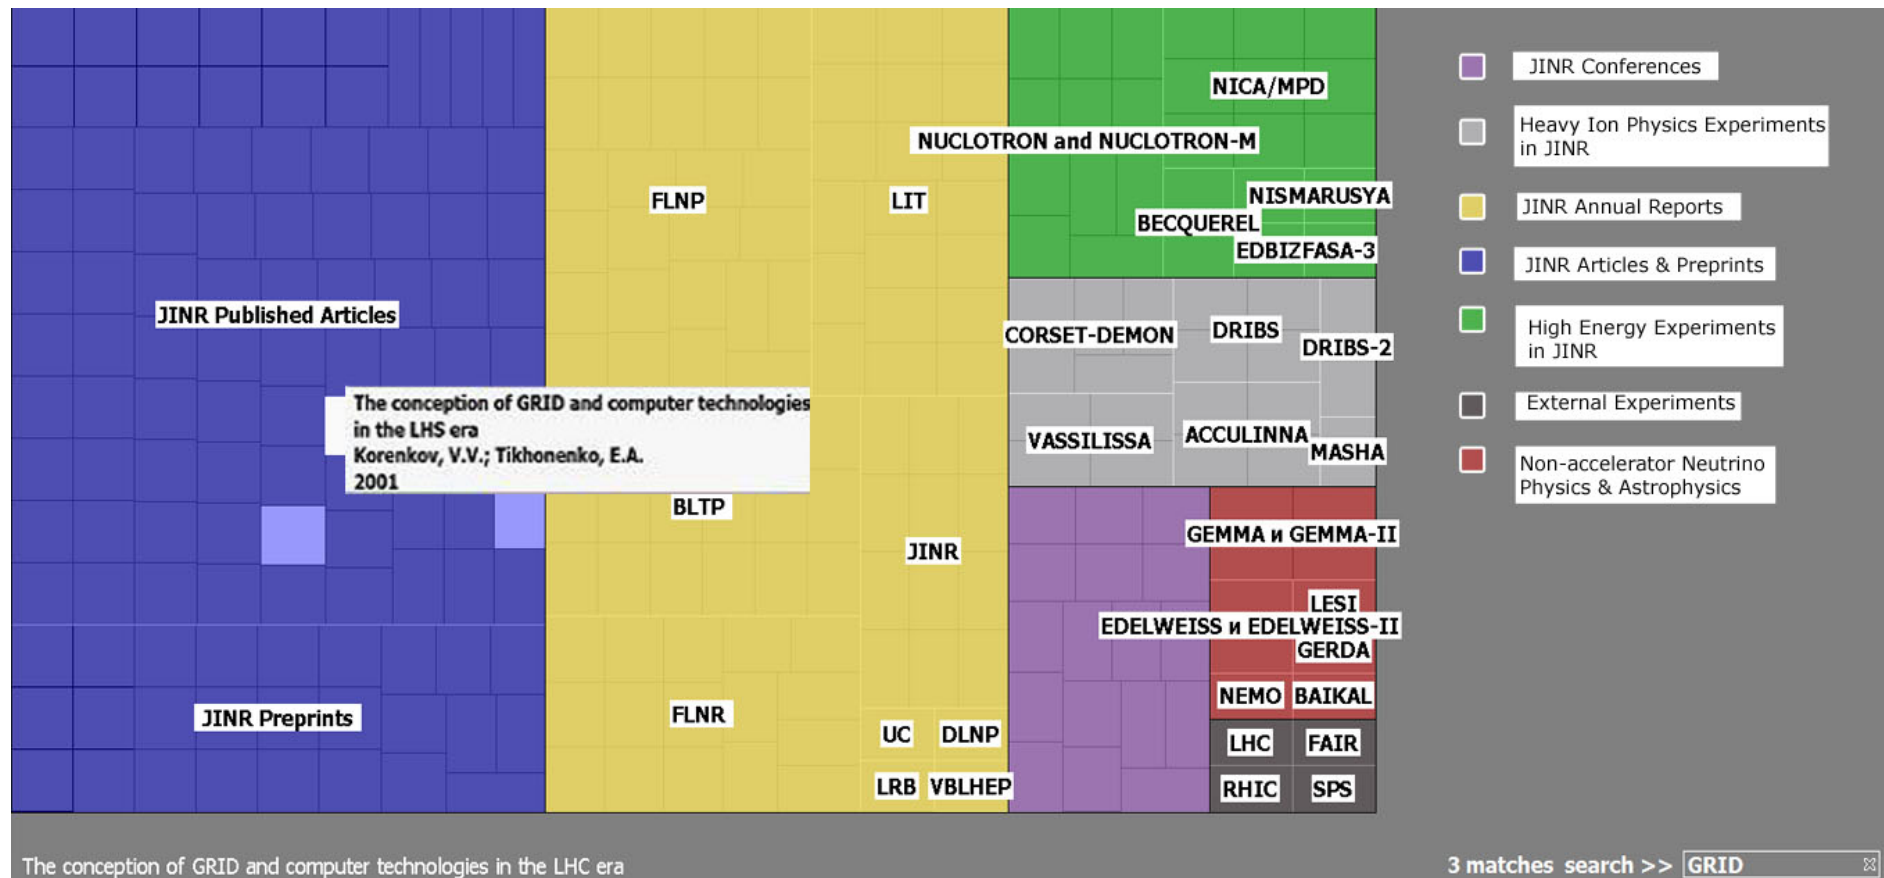 NICA/MPD
NUCLOTRON and NUCLOTRON-M
NISMARUSYA
BECQUEREL
EDBIZFASA-3
FLNP
LIT
JINR Published Articles
CORSET-DEMON
DRIBS
DRIBS-2
The conception of GRID and computer technologies
in the LHS era
Korenkov, V.V.; Tikhonenko, E.A.
2001
VASSILISSA
ACCULINNA
MASHA
BLTP
JINR
GEMMA и GEMMA-II
LESI
EDELWEISS и EDELWEISS-II
GERDA
NEMO
BAIKAL
JINR Preprints
FLNR
UC
DLNP
LHC
FAIR
LRB
VBLHEP
RHIC
SPS
JINR Conferences
Heavy Ion Physics Experiments
in JINR
JINR Annual Reports
JINR Articles & Preprints
High Energy Experiments
in JINR
External Experiments
Non-accelerator Neutrino
Physics & Astrophysics
The conception of GRID and computer technologies in the LHC era
3 matches search >> GRID